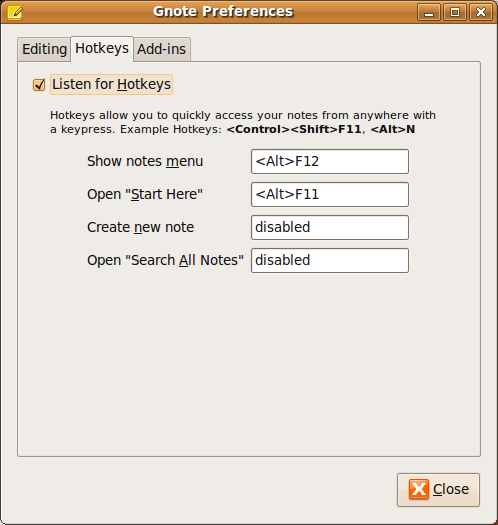 Gnote Preferences
Editing Hotkeys Add-ins
Listen for Hotkeys
Hotkeys allow you to quickly access your notes from anywhere with
a keypress. Example Hotkeys: <Control><Shift>F11, <Alt>N
Show notes menu <Alt>F12
Open "Start Here" <Alt>F11
Create new note disabled
Open "Search All Notes" disabled
Close